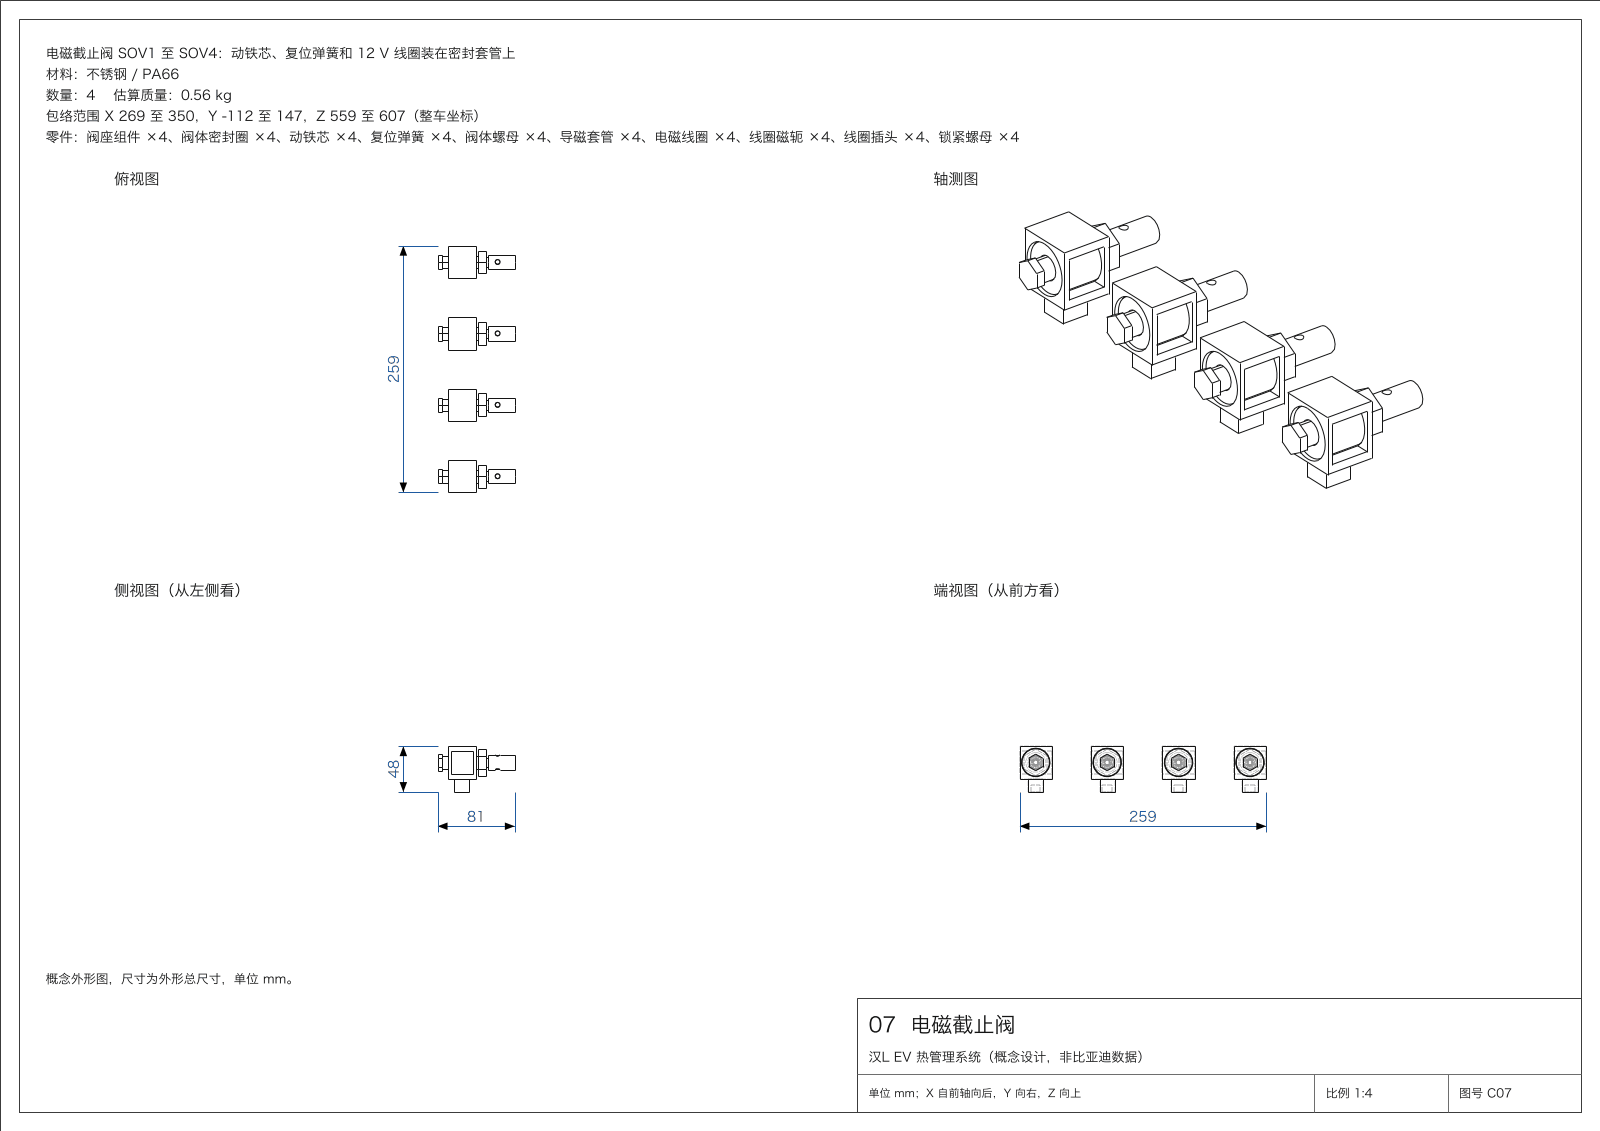 电磁截止阀 SOV1 至 SOV4：动铁芯、复位弹簧和 12 V 线圈装在密封套管上
材料：不锈钢 / PA66
数量：4 估算质量：0.56 kg
包络范围 X 269 至 350，Y -112 至 147，Z 559 至 607（整车坐标）
零件：阀座组件 ×4、阀体密封圈 ×4、动铁芯 ×4、复位弹簧 ×4、阀体螺母 ×4、导磁套管 ×4、电磁线圈 ×4、线圈磁轭 ×4、线圈插头 ×4、锁紧螺母 ×4
俯视图
轴测图
259
侧视图（从左侧看）
端视图（从前方看）
48
81
259
概念外形图，尺寸为外形总尺寸，单位 mm。
07 电磁截止阀
汉L EV 热管理系统（概念设计，非比亚迪数据）
单位 mm；X 自前轴向后，Y 向右，Z 向上
比例 1:4
图号 C07